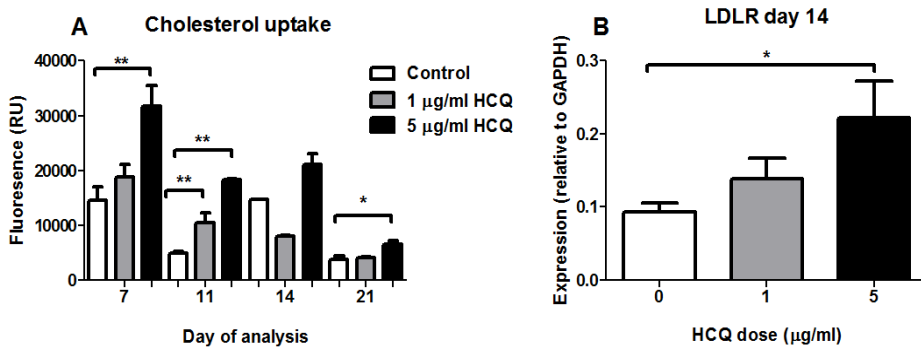 A
Cholesterol uptake
Fluoresence (RU)
40000
30000
20000
10000
0
**
**
**
*
Control
1 μg/ml HCQ
5 μg/ml HCQ
7
11
14
21
Day of analysis
B
LDLR day 14
Expression (relative to GAPDH)
0.3
0.2
0.1
0.0
*
0
1
5
HCQ dose (μg/ml)